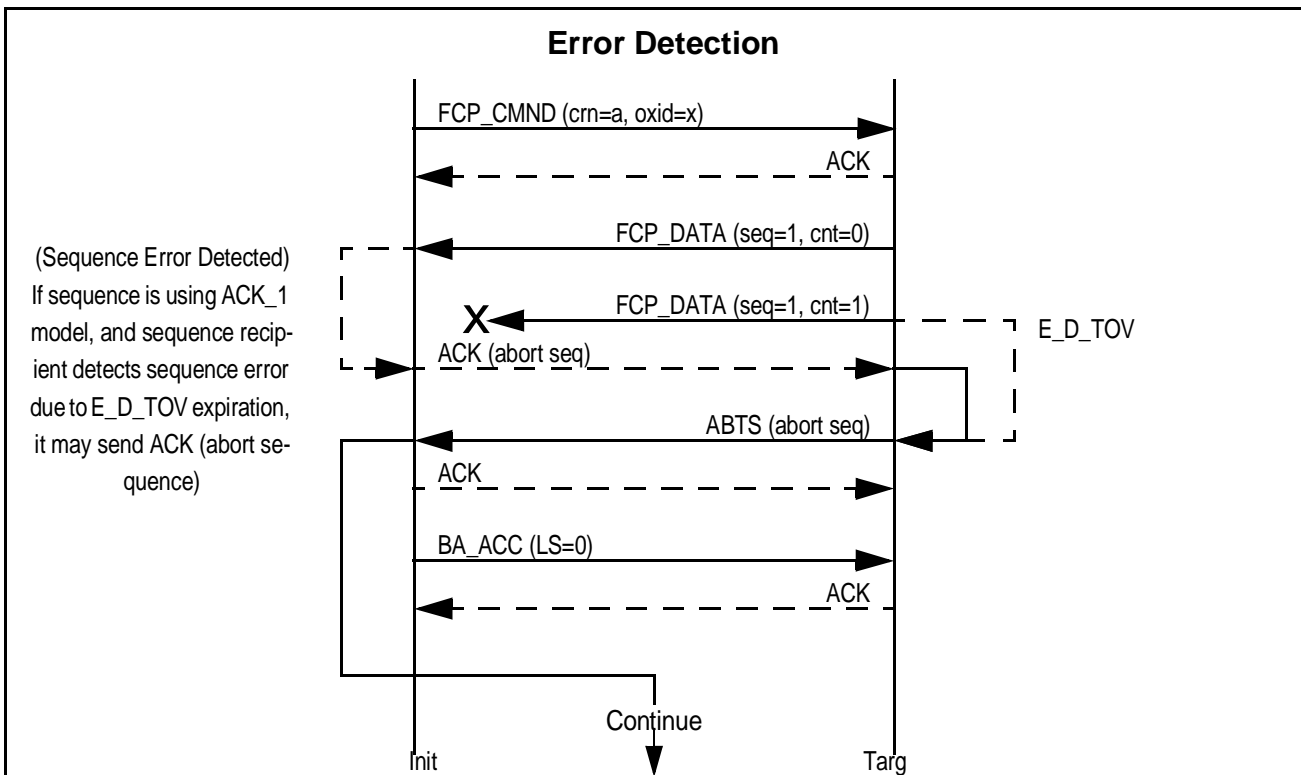 Error Detection
FCP_CMND (crn=a, oxid=x)
ACK
FCP_DATA (seq=1, cnt=0)
(Sequence Error Detected)
If sequence is using ACK_1
model, and sequence recip-
ient detects sequence error
due to E_D_TOV expiration,
it may send ACK (abort se-
quence)
FCP_DATA (seq=1, cnt=1)
X
E_D_TOV
ACK (abort seq)
ABTS (abort seq)
ACK
BA_ACC (LS=0)
ACK
Continue
Init
Targ